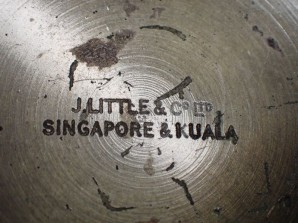 J. LITTLE & CO LTD
SINGAPORE & KUALA